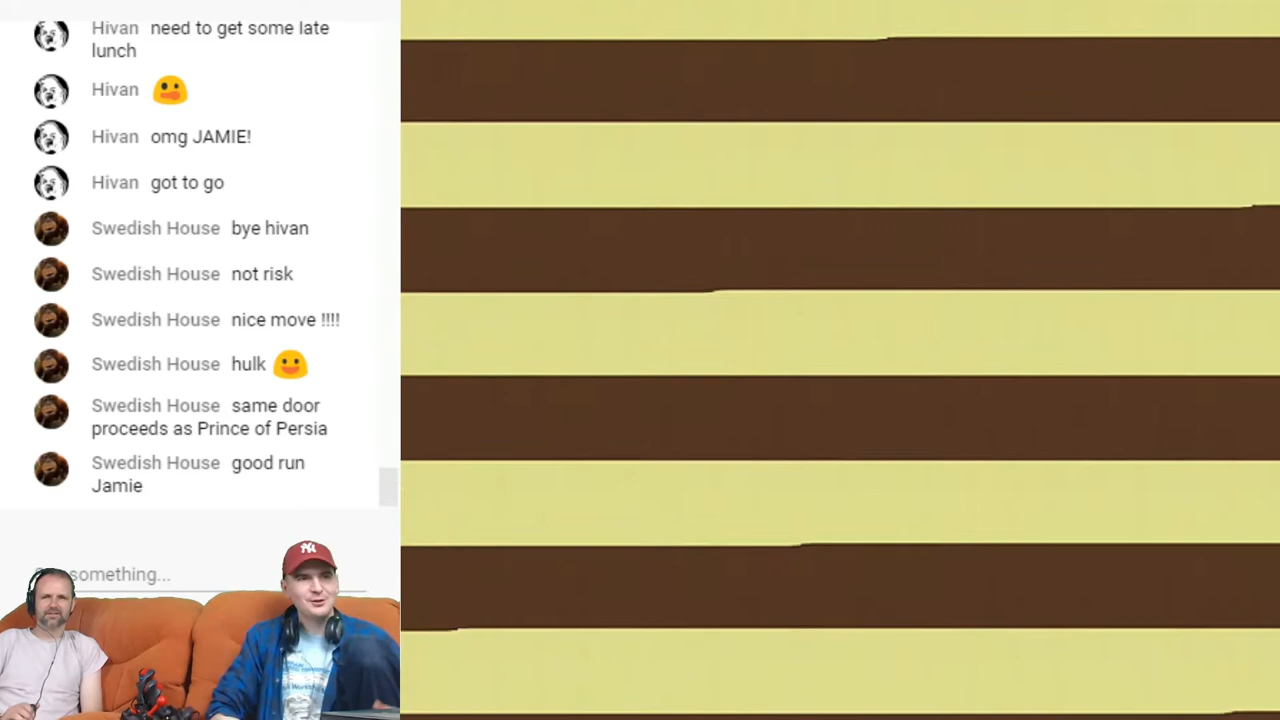 Hivan need to get some late
lunch
Hivan
Hivan omg JAMIE!
Hivan got to go
Swedish House bye hivan
Swedish House not risk
Swedish House nice move !!!!
Swedish House hulk
Swedish House same door
proceeds as Prince of Persia
Swedish House good run
Jamie
something...
NY